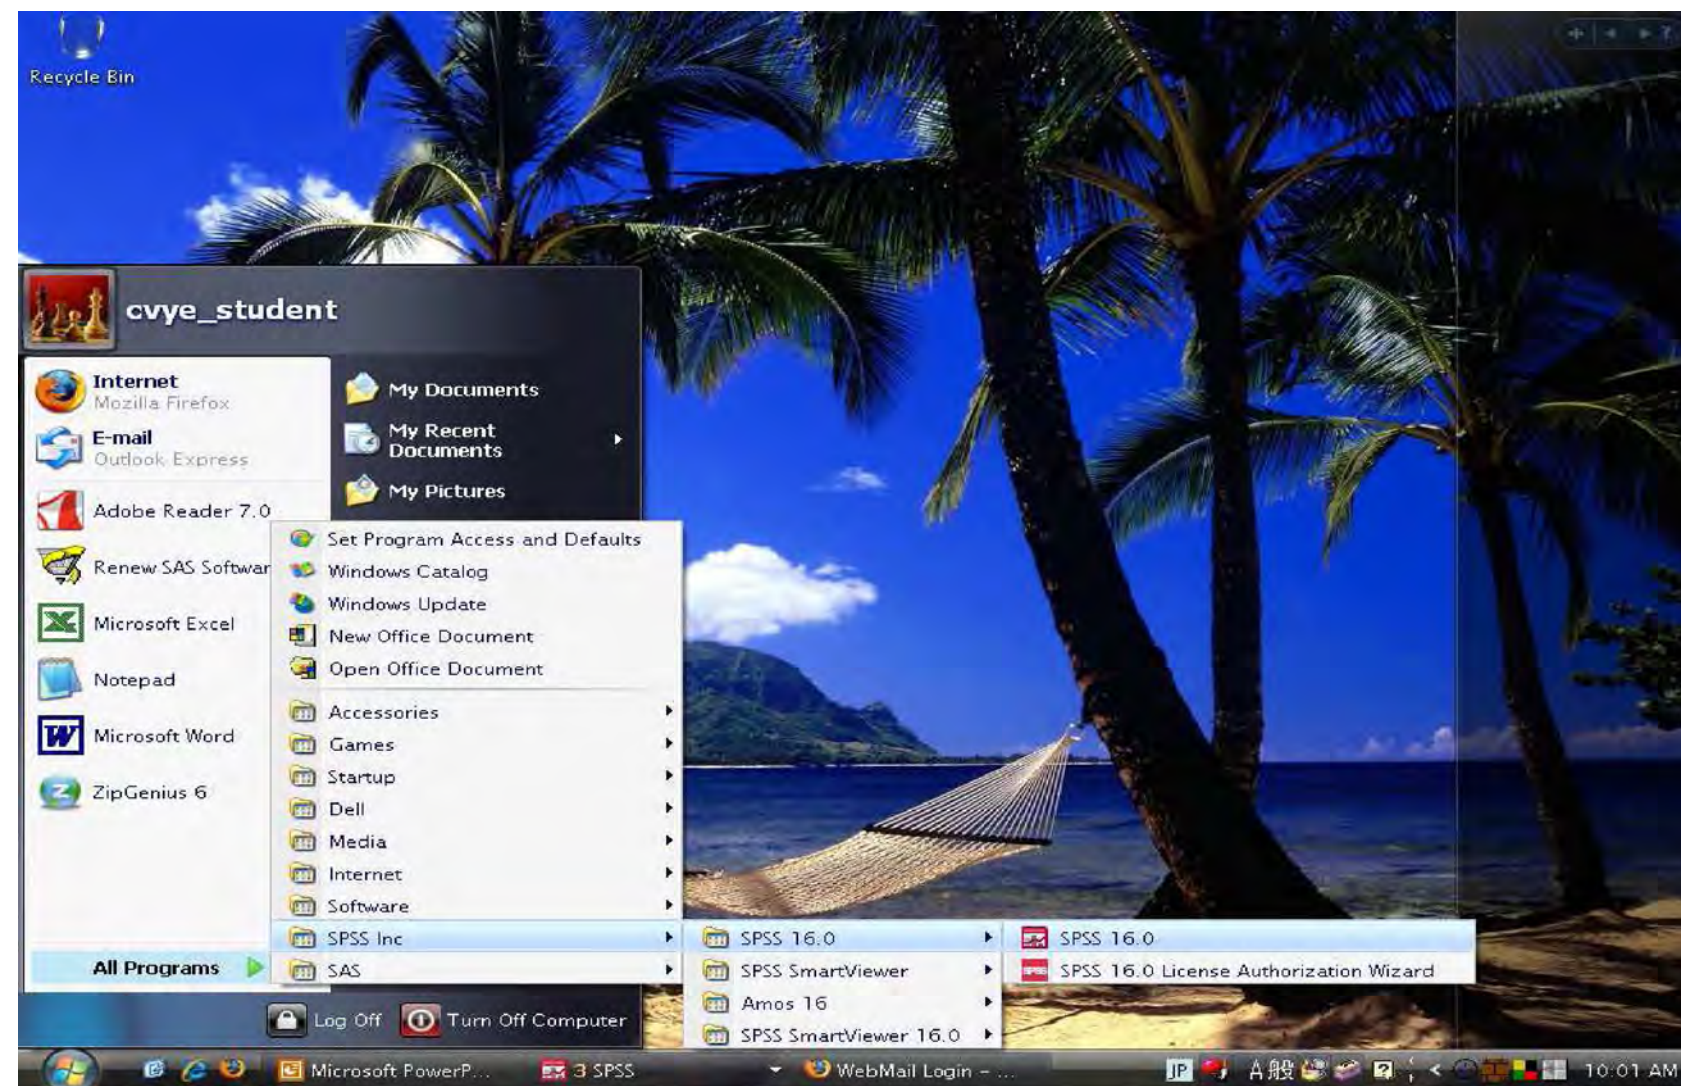 Recycle Bin
cvye_student
Internet
Mozilla Firefox
E-mail
Outlook Express
Adobe Reader 7.0
Renew SAS Softwar
Microsoft Excel
Notepad
Microsoft Word
ZipGenius 6
All Programs
My Documents
My Recent
Documents
My Pictures
Set Program Access and Defaults
Windows Catalog
Windows Update
New Office Document
Open Office Document
Accessories
Games
Startup
Dell
Media
Internet
Software
SPSS Inc
SAS
SPSS 16.0
SPSS SmartViewer
Amos 16
SPSS SmartViewer 16.0
SPSS 16.0
SPSS 16.0 License Authorization Wizard
Log Off
Turn Off Computer
Microsoft PowerP...
3 SPSS
WebMail Login - ...
JP
A般
10:01 AM